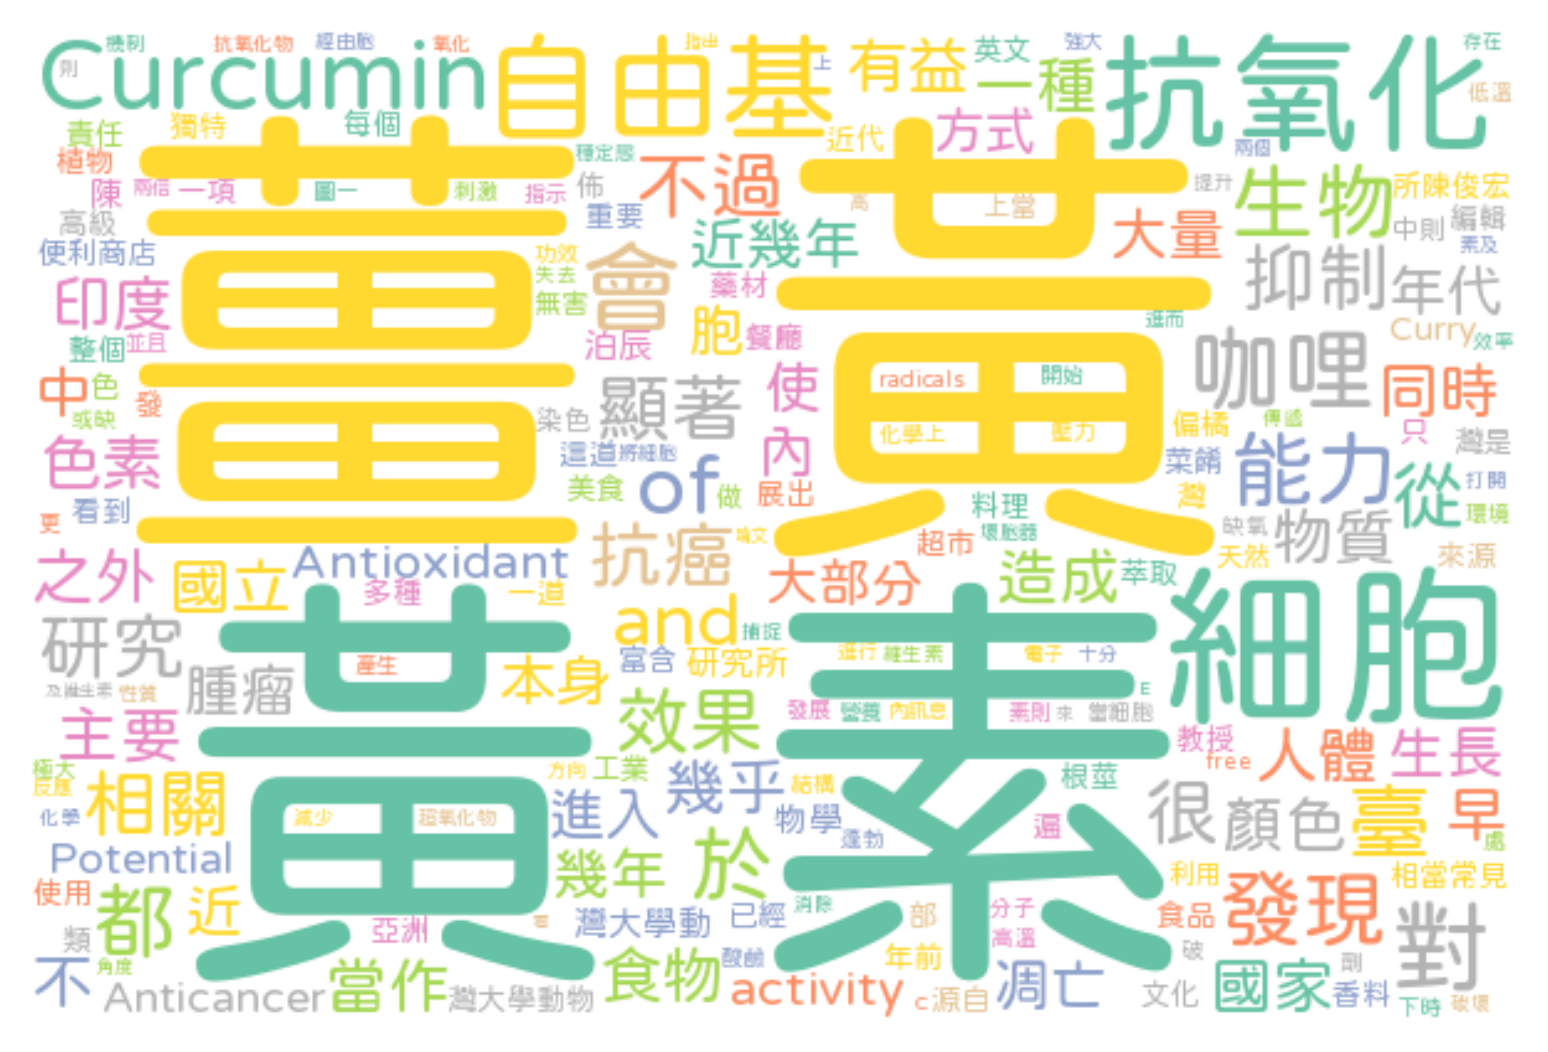 Curcumin
機制
抗氧化物
經由胞
氧化
自由基
指出
上
有益
英文
一種
強大
抗氧化
存在
低溫
則
責任
獨特
每個
近代
方式
兩個
植物
薑
黃
穩定態
不過
陳
兩倍
一項
圖一
刺激
指示
佈
高
上當
提升
生物
所陳俊宏
高級
重要
近幾年
大量
中則
編輯
素及
便利商店
功效
失去
會
藥材
抑制
年代
印度
無害
胞
餐廳
進而
Curry
效率
整個
並且
泊辰
咖哩
中
色
發
使
radicals
開始
同時
或缺
染色
顯著
化學上
壓力
偏橘
傳遞
只
灣是
色素
這道
將細胞
內
菜餚
能力
從
打開
看到
美食
of
做
展出
料理
灣
環境
更
壞胞器
缺氧
物質
之外
國立
Antioxidant
抗癌
論文
超市
天然
來源
多種
一道
大部分
造成
萃取
黃
素
細胞
研究
and
捕捉
產生
本身
富含
研究所
進行
維生素
電子
十分
及維生素
性質
腫瘤
E
主要
效果
發展
營養
內訊息
素則
來
當細胞
教授
free
人體
生長
極大
反應
相關
方向
工業
幾乎
結構
根莖
化學
減少
超氧化物
進入
物學
蓬勃
遍
很
顏色
臺
早
處
Potential
幾年
於
利用
相當常見
使用
都
近
亞洲
若
灣大學動
已經
消除
部
分子
食品
發現
對
類
高溫
不
角度
當作
食物
酸鹼
年前
破
國家
劑
Anticancer
灣大學動物
activity
c
源自
凋亡
文化
香料
下時
破壞